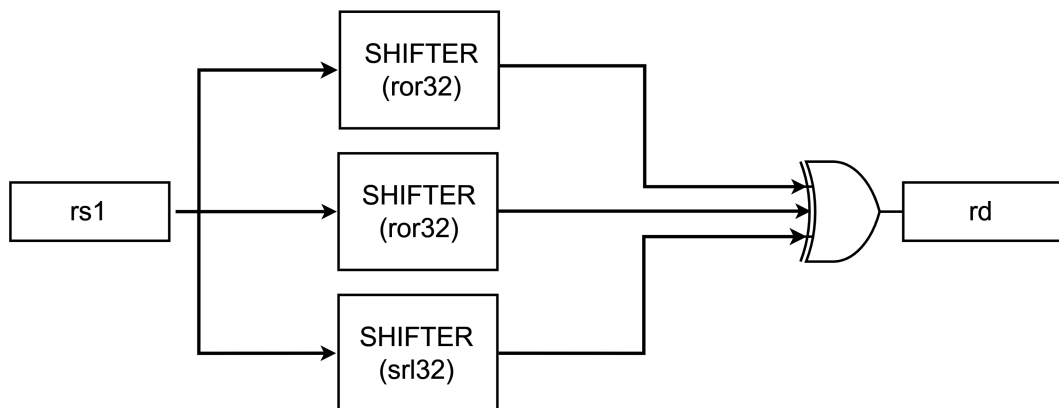 SHIFTER
(ror32)
rs1
SHIFTER
(ror32)
rd
SHIFTER
(srl32)